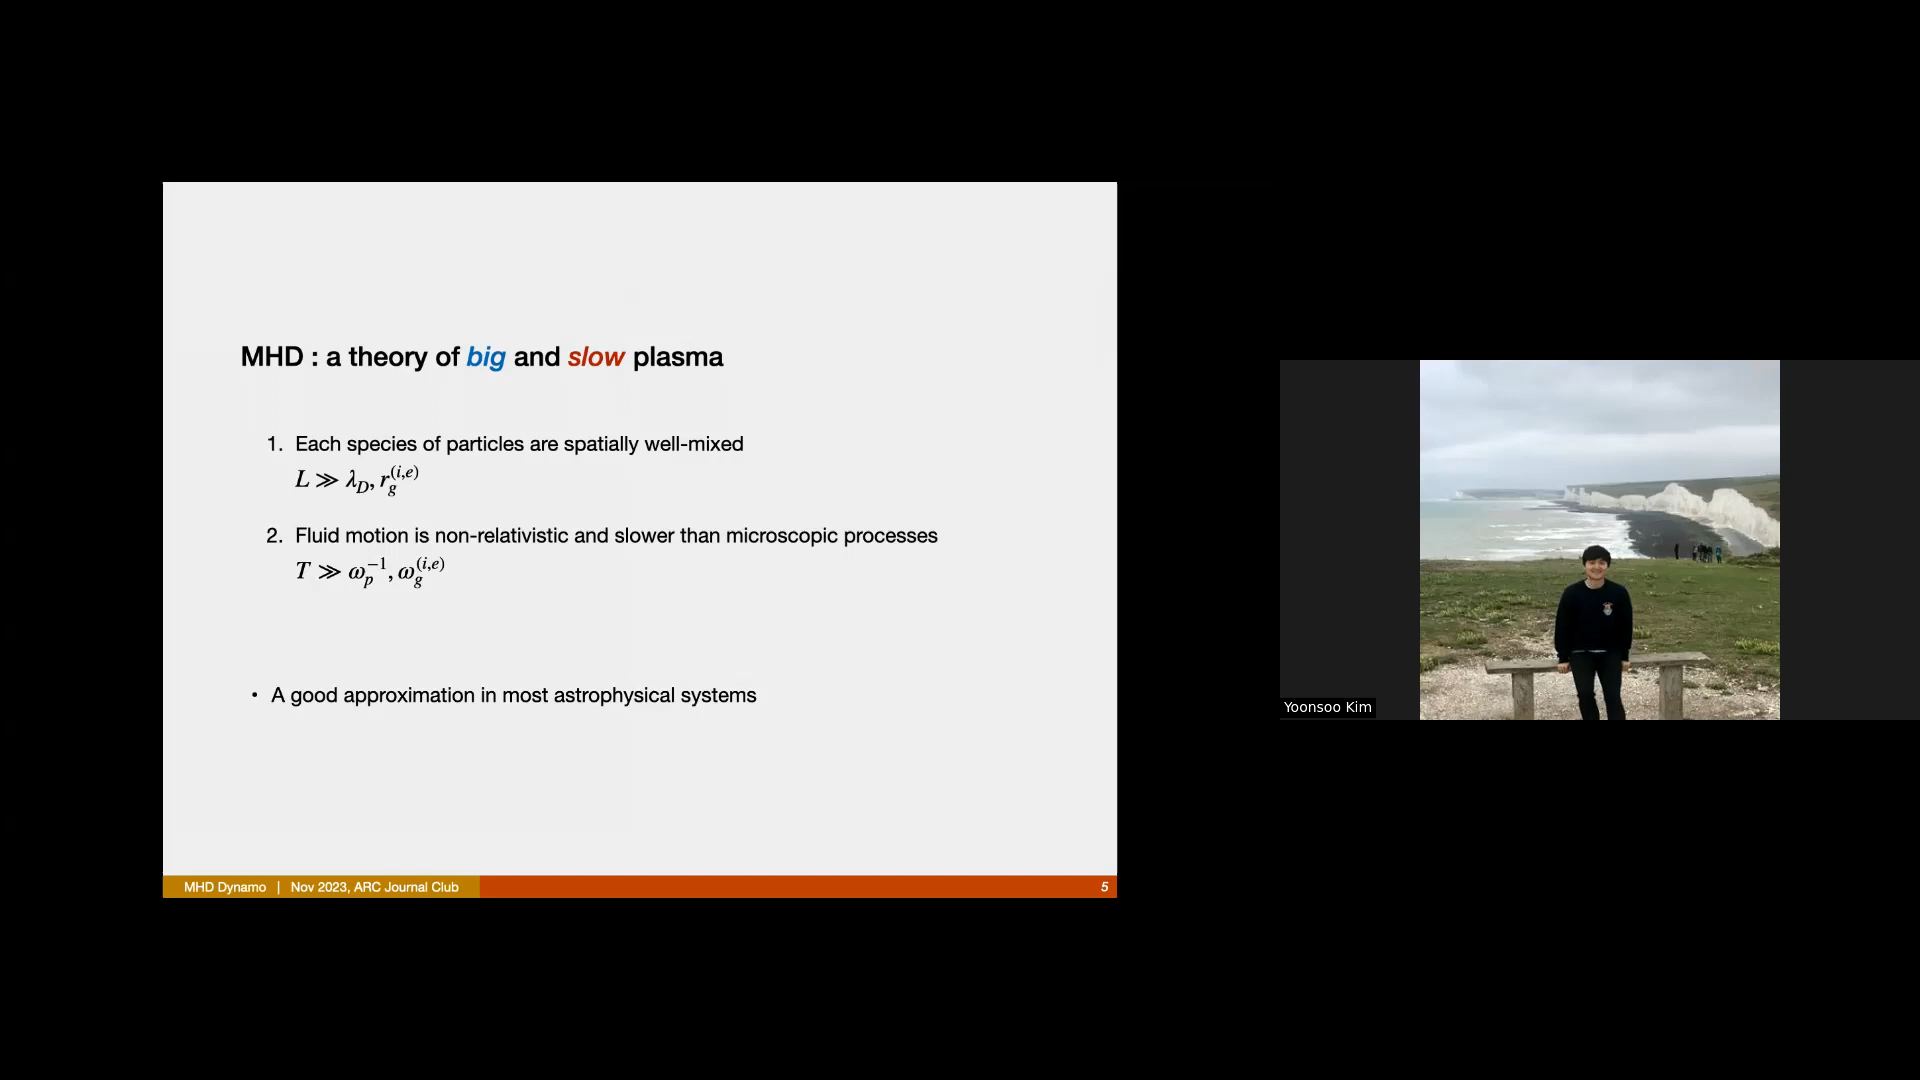 MHD : a theory of big and slow plasma
1. Each species of particles are spatially well-mixed
L ≫ λ_D, r_g^(i,e)
2. Fluid motion is non-relativistic and slower than microscopic processes
T ≫ ω_p^−1, ω_g^(i,e)
• A good approximation in most astrophysical systems
MHD Dynamo | Nov 2023, ARC Journal Club
5
Yoonsoo Kim